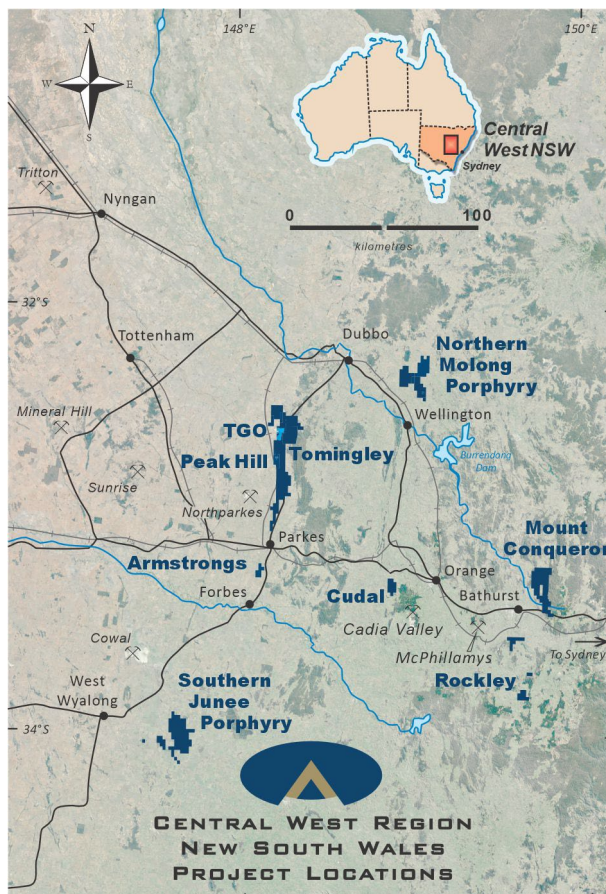 148°E
150°E
N
W
E
S
Central
West NSW
Sydney
0
100
kilometres
Tritton
Nyngan
32°S
Tottenham
Dubbo
Northern
Molong
Porphyry
Mineral Hill
Wellington
TGO
Tomingley
Peak Hill
Burrendong
Dam
Sunrise
Northparkes
Parkes
Mount
Conqueror
Armstrongs
Orange
Bathurst
Forbes
Cudal
Cadia Valley
McPhillamys
To Sydney
Cowal
West
Wyalong
Southern
Junee
Porphyry
Rockley
34°S
Central West Region
New South Wales
Project Locations